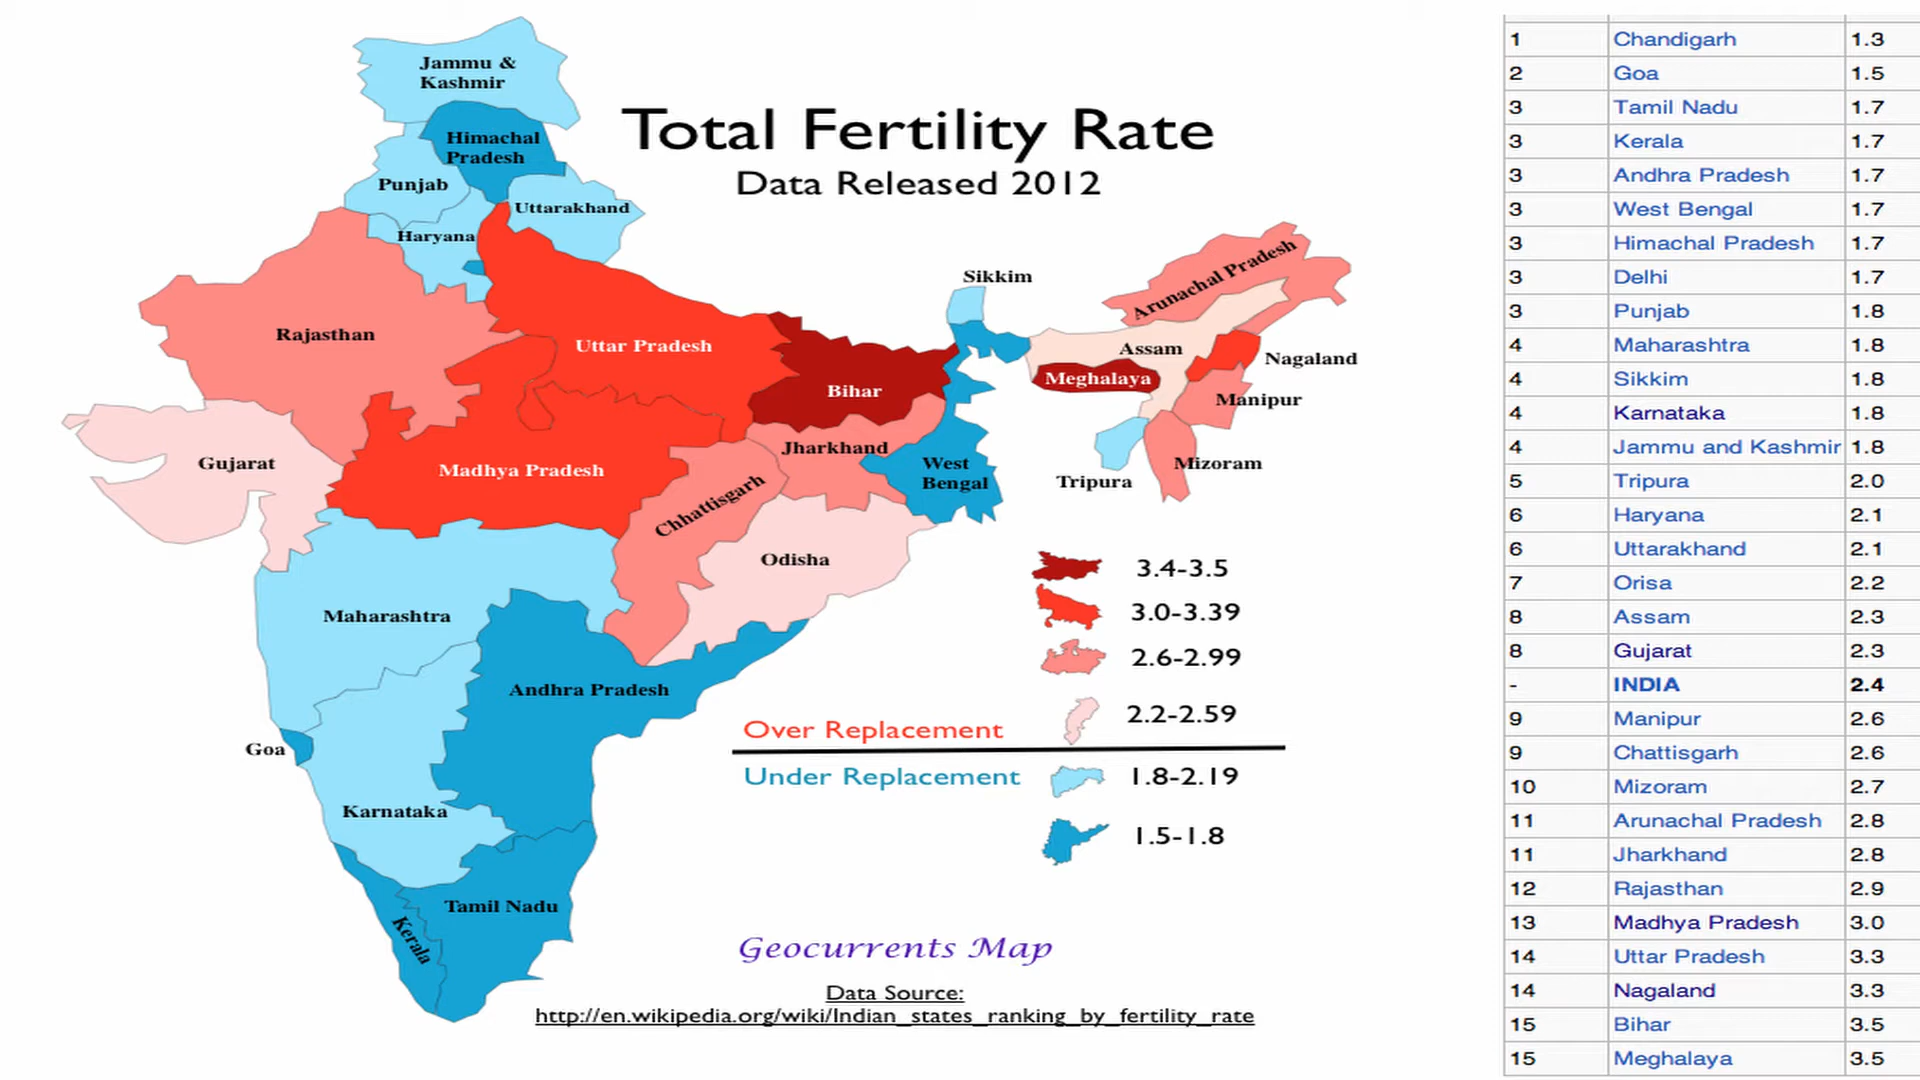 Total Fertility Rate
Data Released 2012
Jammu &
Kashmir
Himachal
Pradesh
Punjab
Uttarakhand
Haryana
Rajasthan
Uttar Pradesh
Bihar
Sikkim
Arunachal Pradesh
Assam
Nagaland
Meghalaya
Manipur
Mizoram
Tripura
Gujarat
Madhya Pradesh
Jharkhand
West
Bengal
Chhattisgarh
Odisha
Maharashtra
Andhra Pradesh
Goa
Karnataka
Tamil Nadu
Kerala
3.4-3.5
3.0-3.39
2.6-2.99
2.2-2.59
Over Replacement
Under Replacement
1.8-2.19
1.5-1.8
Geocurrents Map
Data Source:
http://en.wikipedia.org/wiki/Indian_states_ranking_by_fertility_rate
1 Chandigarh 1.3
2 Goa 1.5
3 Tamil Nadu 1.7
3 Kerala 1.7
3 Andhra Pradesh 1.7
3 West Bengal 1.7
3 Himachal Pradesh 1.7
3 Delhi 1.7
3 Punjab 1.8
4 Maharashtra 1.8
4 Sikkim 1.8
4 Karnataka 1.8
4 Jammu and Kashmir 1.8
5 Tripura 2.0
6 Haryana 2.1
6 Uttarakhand 2.1
7 Orisa 2.2
8 Assam 2.3
8 Gujarat 2.3
- INDIA 2.4
9 Manipur 2.6
9 Chattisgarh 2.6
10 Mizoram 2.7
11 Arunachal Pradesh 2.8
11 Jharkhand 2.8
12 Rajasthan 2.9
13 Madhya Pradesh 3.0
14 Uttar Pradesh 3.3
14 Nagaland 3.3
15 Bihar 3.5
15 Meghalaya 3.5